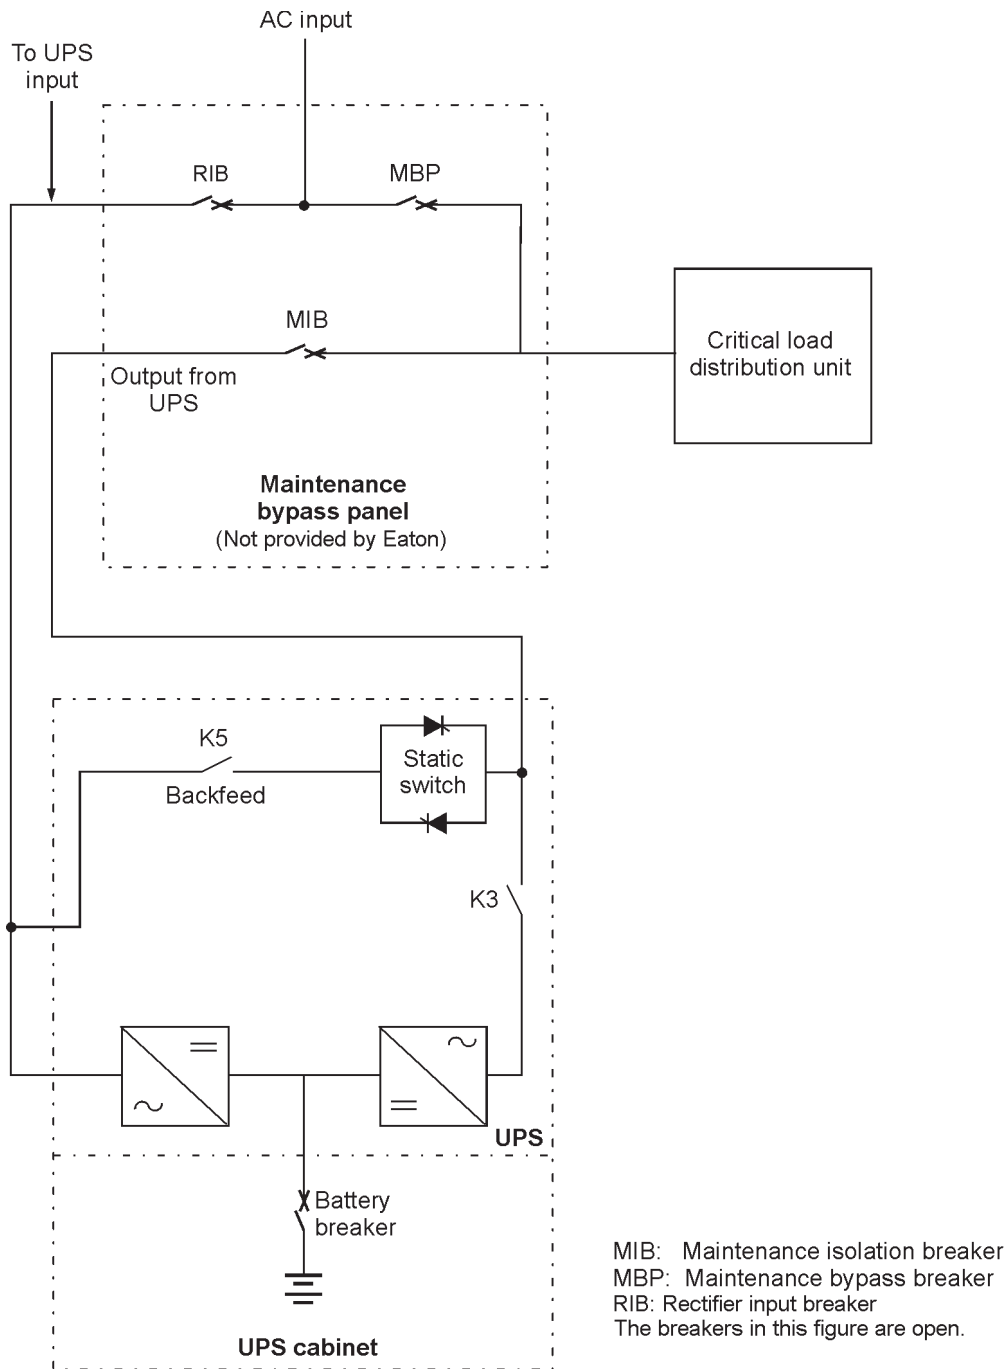 AC input
To UPS
input
RIB
MBP
MIB
Output from
UPS
Critical load
distribution unit
Maintenance
bypass panel
(Not provided by Eaton)
K5
Backfeed
Static
switch
K3
UPS
Battery
breaker
UPS cabinet
MIB: Maintenance isolation breaker
MBP: Maintenance bypass breaker
RIB: Rectifier input breaker
The breakers in this figure are open.